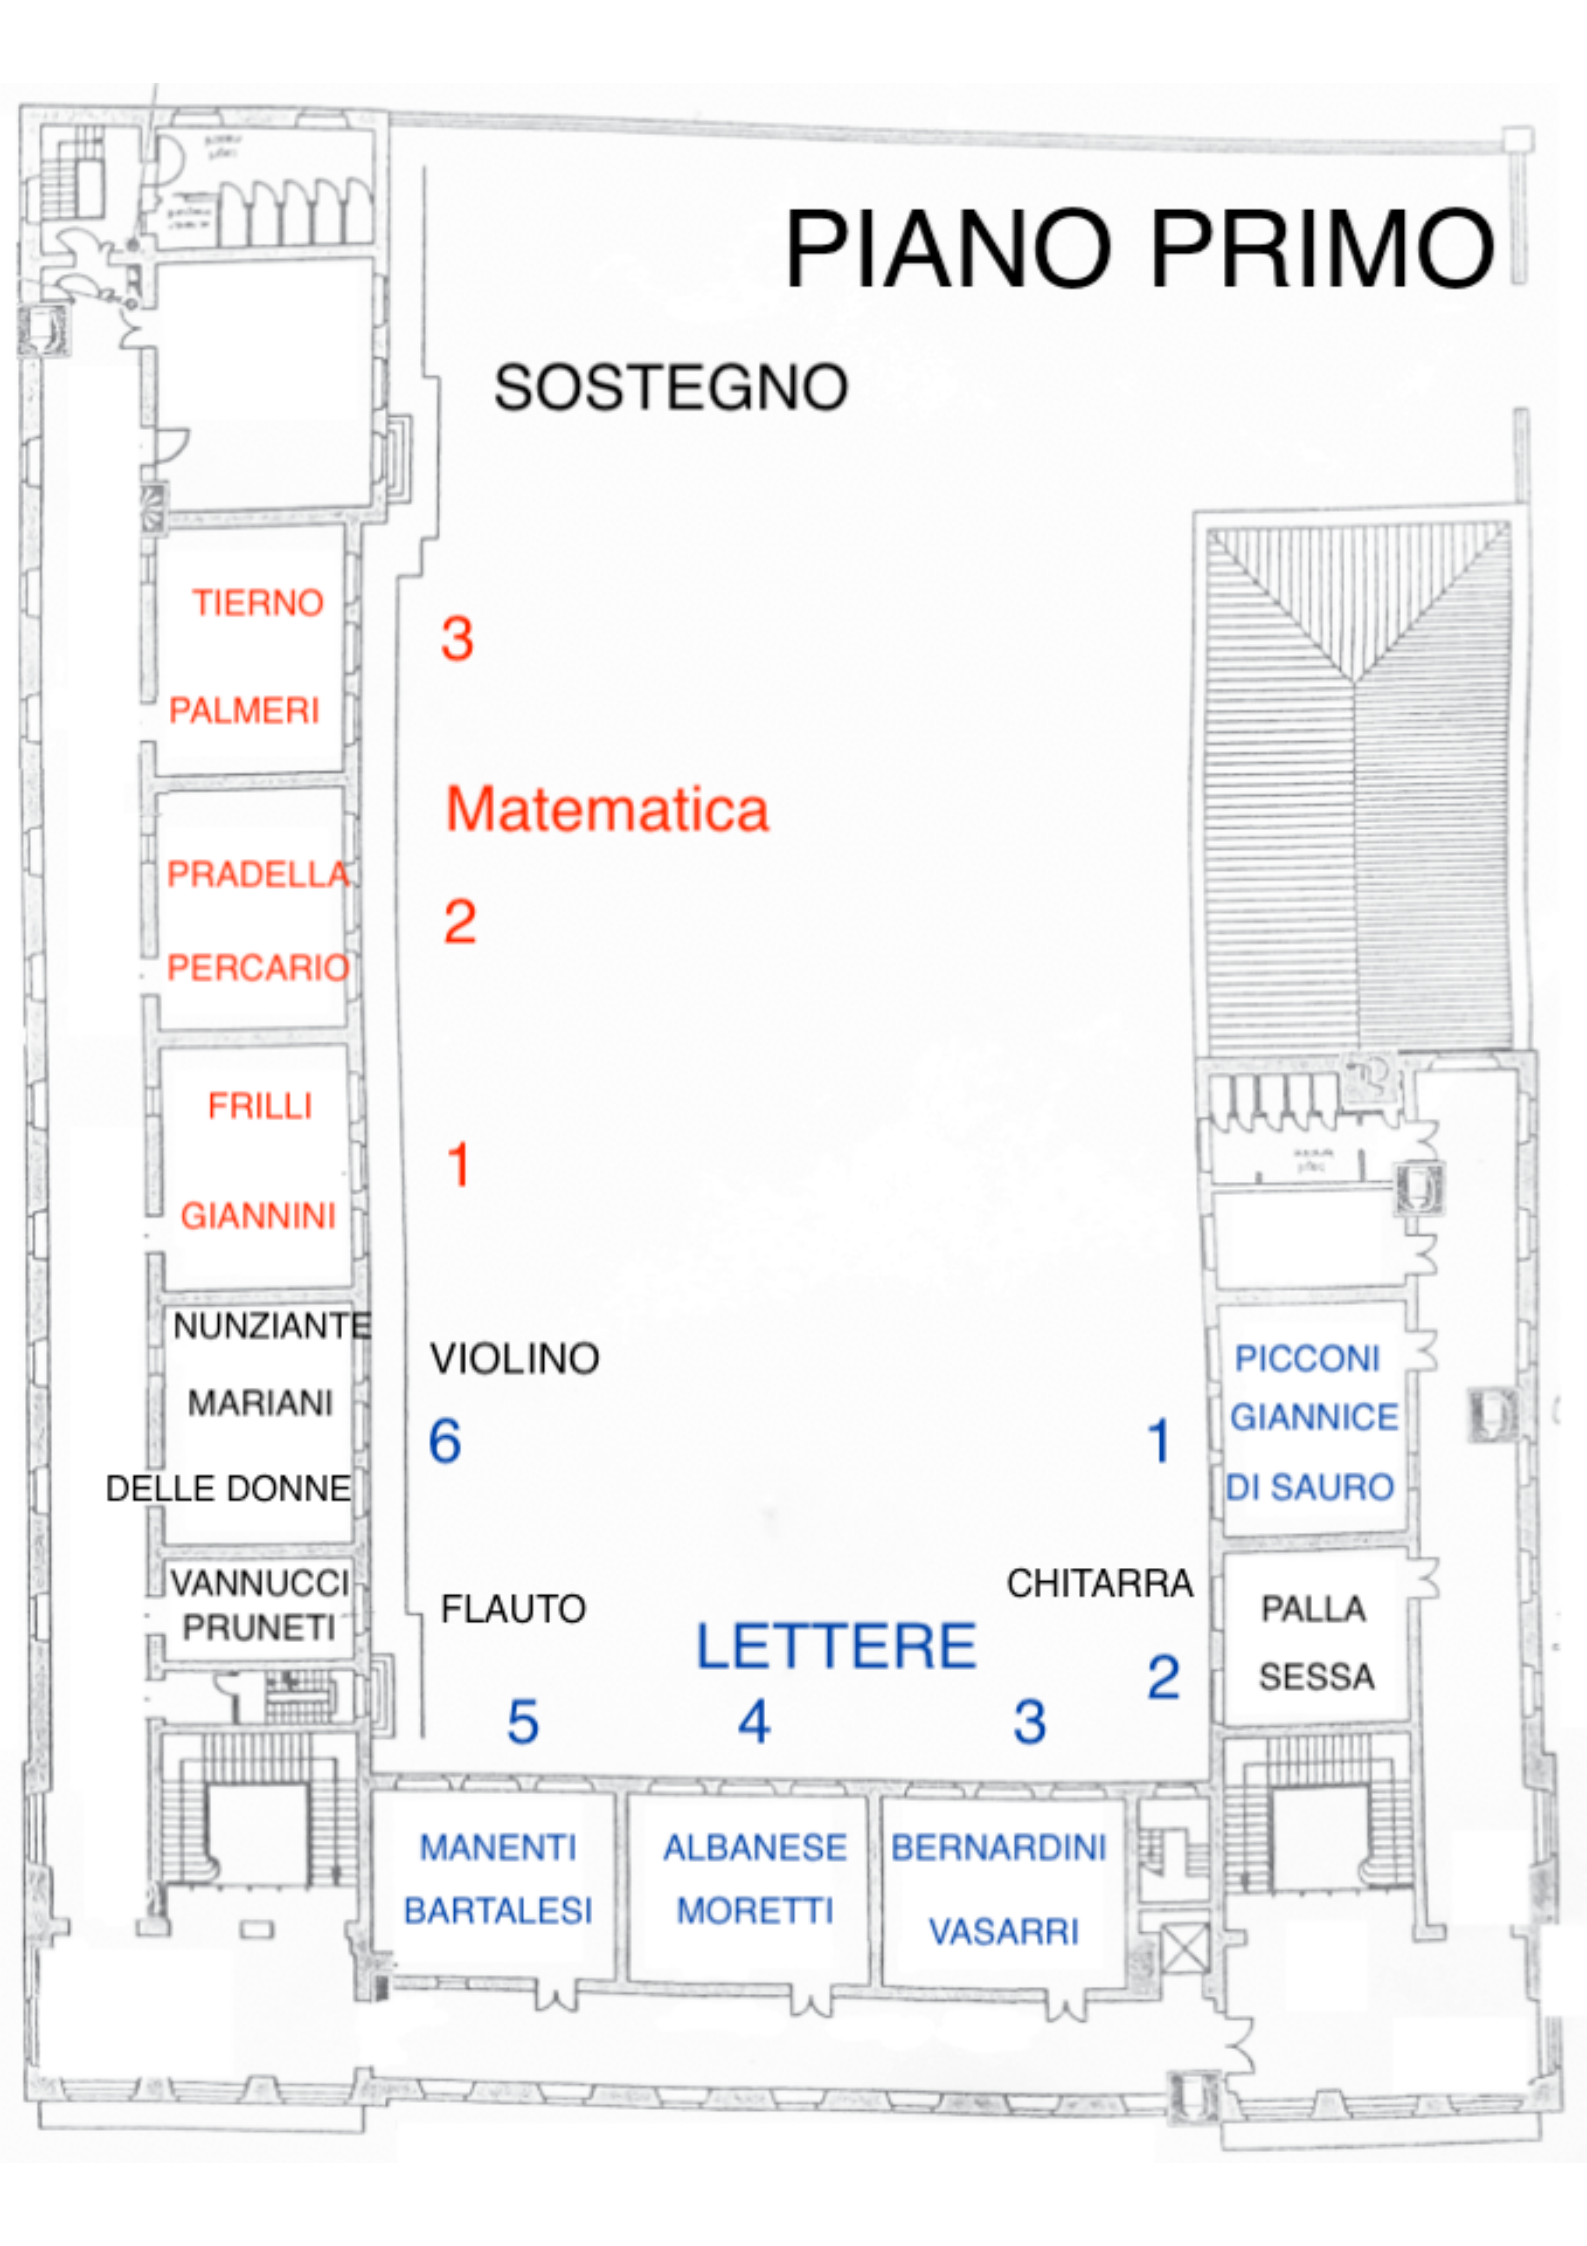 PIANO PRIMO
SOSTEGNO
TIERNO
3
PALMERI
Matematica
PRADELLA
2
PERCARIO
FRILLI
1
GIANNINI
NUNZIANTE
VIOLINO
MARIANI
6
DELLE DONNE
1
PICCONI
GIANNICE
DI SAURO
VANNUCCI
PRUNETI
FLAUTO
CHITARRA
PALLA
SESSA
LETTERE
2
5
4
3
MANENTI
BARTALESI
ALBANESE
MORETTI
BERNARDINI
VASARRI